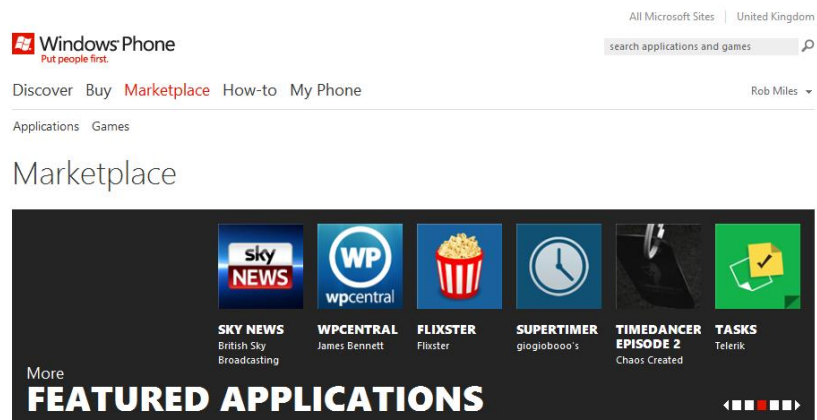 All Microsoft Sites United Kingdom
Windows Phone
Put people first.
search applications and games
Discover Buy Marketplace How-to My Phone
Rob Miles
Applications Games
Marketplace
sky
NEWS
WP
wpcentral
SKY NEWS
British Sky
Broadcasting
WPCENTRAL
James Bennett
FLIXSTER
Flixster
SUPERTIMER
giogiobooo's
TIMEDANCER
EPISODE 2
Chaos Created
TASKS
Telerik
More
FEATURED APPLICATIONS